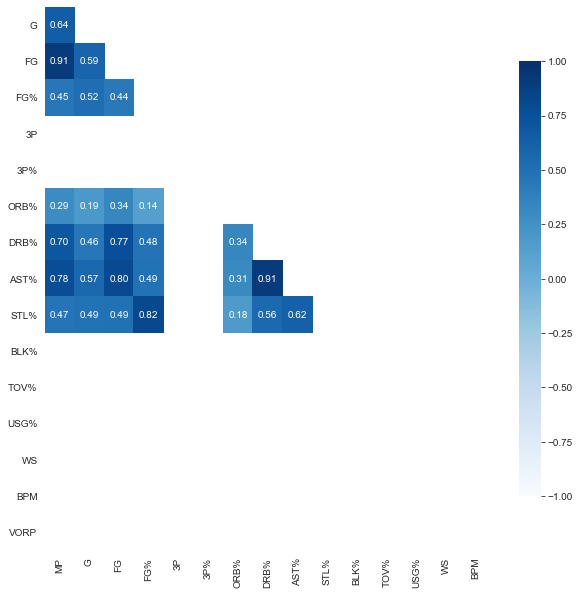 G 0.64
FG 0.91 0.59
FG% 0.45 0.52 0.44
3P
3P%
ORB% 0.29 0.19 0.34 0.14
DRB% 0.70 0.46 0.77 0.48 0.34
AST% 0.78 0.57 0.80 0.49 0.31 0.91
STL% 0.47 0.49 0.49 0.82 0.18 0.56 0.62
BLK%
TOV%
USG%
WS
BPM
VORP
MP G FG FG% 3P 3P% ORB% DRB% AST% STL% BLK% TOV% USG% WS BPM
1.00
0.75
0.50
0.25
0.00
−0.25
−0.50
−0.75
−1.00